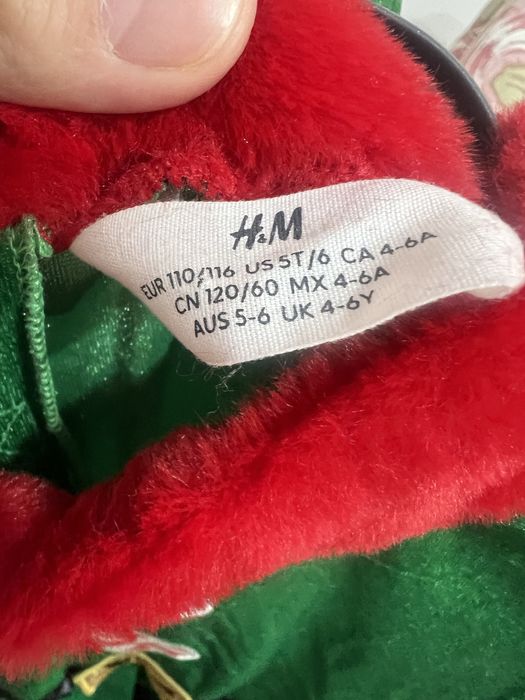 H&M
EUR 110/116 US 5T/6 CA 4-6A
CN 120/60 MX 4-6A
AUS 5-6 UK 4-6Y